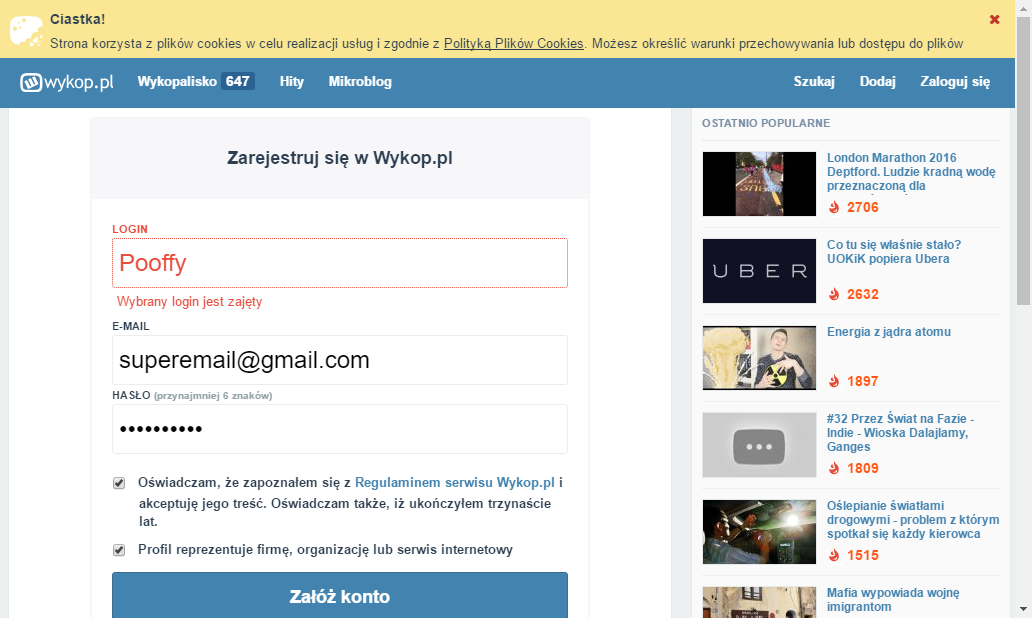 Ciastka!
Strona korzysta z plików cookies w celu realizacji usług i zgodnie z Polityką Plików Cookies. Możesz określić warunki przechowywania lub dostępu do plików
wykop.pl Wykopalisko 647 Hity Mikroblog Szukaj Dodaj Zaloguj się
Zarejestruj się w Wykop.pl
LOGIN
Pooffy
Wybrany login jest zajęty
E-MAIL
superemail@gmail.com
HASŁO (przynajmniej 6 znaków)
Oświadczam, że zapoznałem się z Regulaminem serwisu Wykop.pl i
akceptuję jego treść. Oświadczam także, iż ukończyłem trzynaście
lat.
Profil reprezentuje firmę, organizację lub serwis internetowy
Załóż konto
OSTATNIO POPULARNE
London Marathon 2016
Deptford. Ludzie kradną wodę
przeznaczoną dla
2706
UBER
Co tu się właśnie stało?
UOKiK popiera Ubera
2632
Energia z jądra atomu
1897
#32 Przez Świat na Fazie -
Indie - Wioska Dalajlamy,
Ganges
1809
Oślepianie światłami
drogowymi - problem z którym
spotkał się każdy kierowca
1515
Mafia wypowiada wojnę
imigrantom